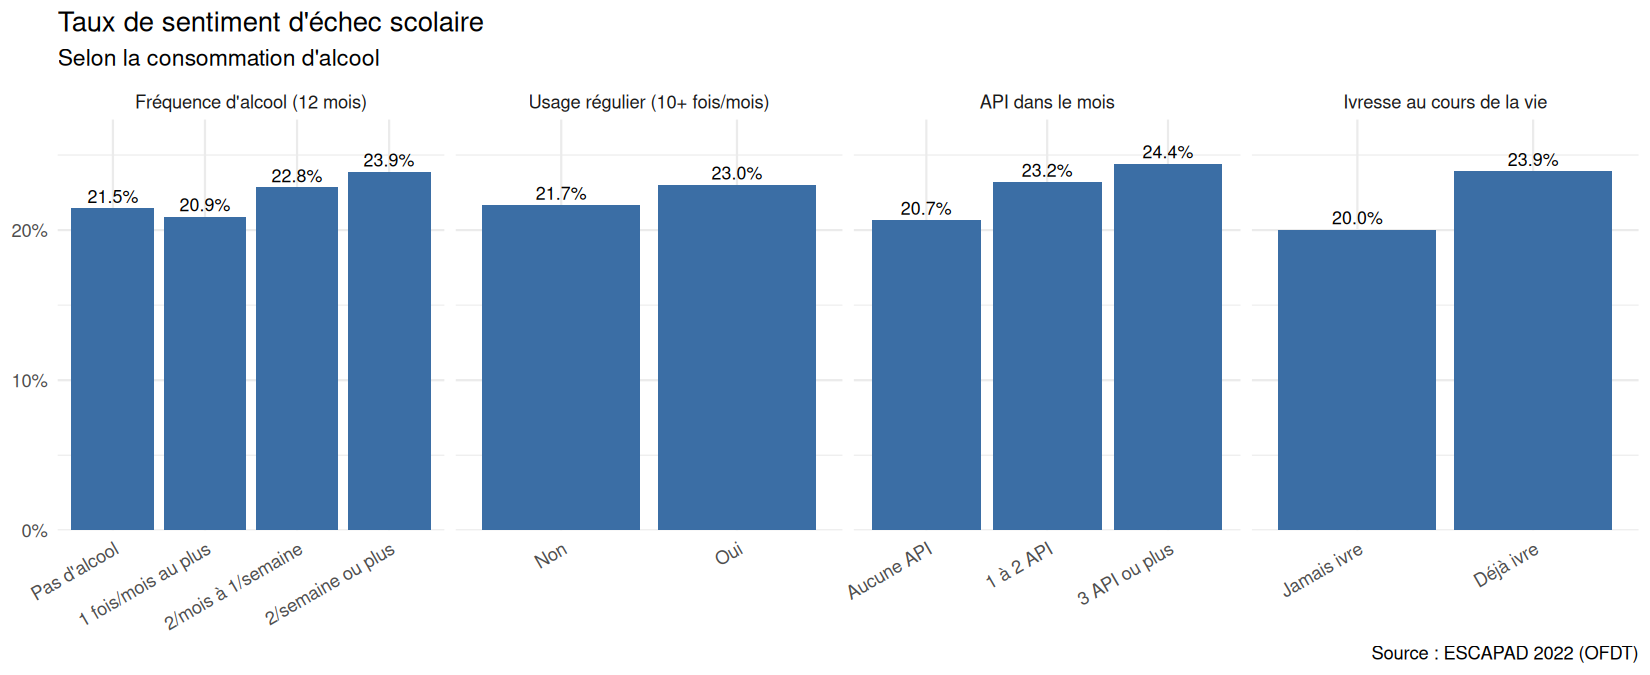 Taux de sentiment d'échec scolaire
Selon la consommation d'alcool
Fréquence d'alcool (12 mois)
Usage régulier (10+ fois/mois)
API dans le mois
Ivresse au cours de la vie
21.5%
20.9%
22.8%
23.9%
21.7%
23.0%
20.7%
23.2%
24.4%
20.0%
23.9%
20%
10%
0%
Pas d'alcool
1 fois/mois au plus
2/mois à 1/semaine
2/semaine ou plus
Non
Oui
Aucune API
1 à 2 API
3 API ou plus
Jamais ivre
Déjà ivre
Source : ESCAPAD 2022 (OFDT)